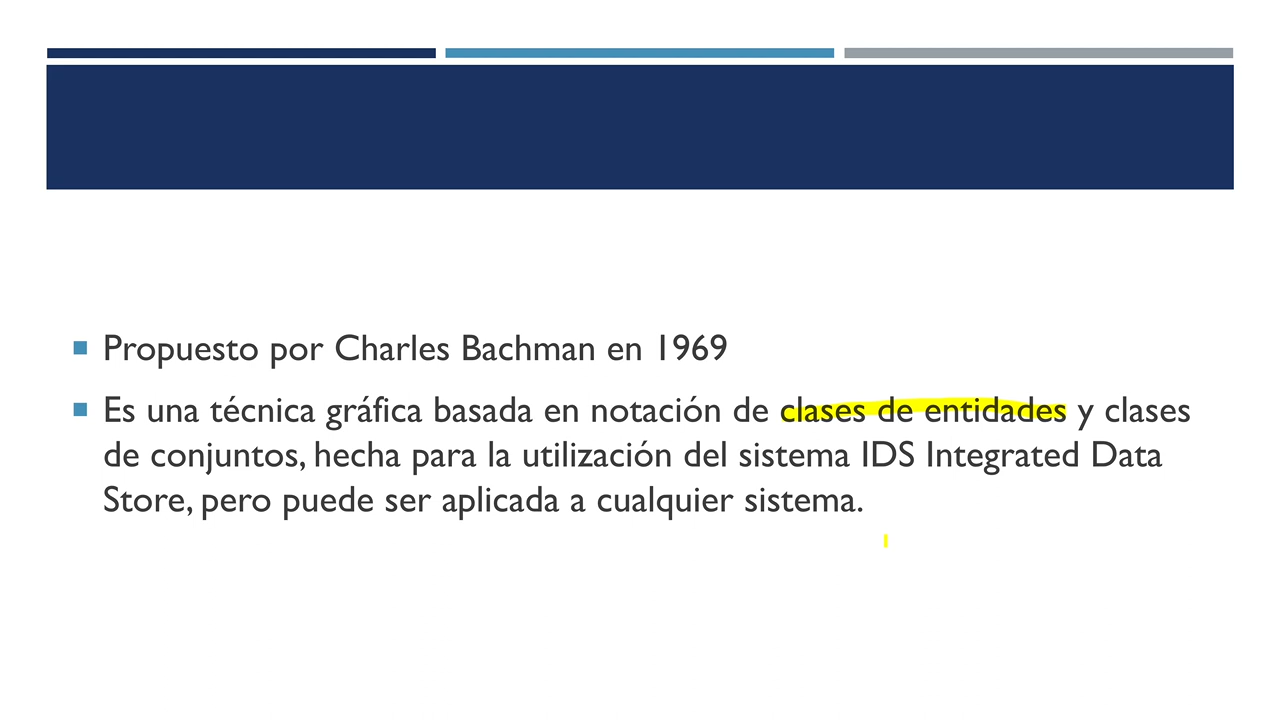 Propuesto por Charles Bachman en 1969
Es una técnica gráfica basada en notación de clases de entidades y clases
de conjuntos, hecha para la utilización del sistema IDS Integrated Data
Store, pero puede ser aplicada a cualquier sistema.